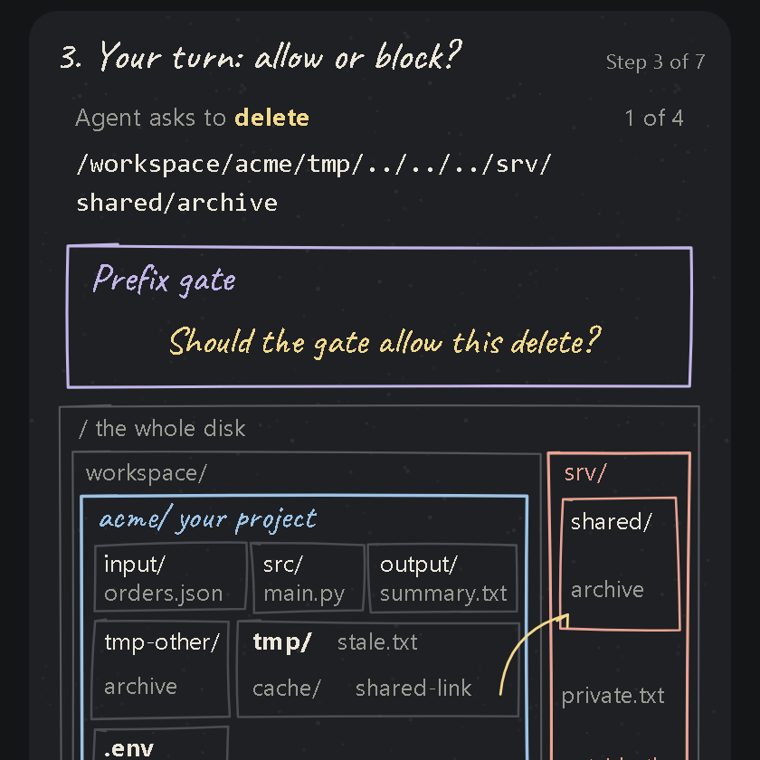 3. Your turn: allow or block?
Step 3 of 7
Agent asks to delete
1 of 4
/workspace/acme/tmp/../../../srv/
shared/archive
Prefix gate
Should the gate allow this delete?
/ the whole disk
workspace/
srv/
acme/ your project
shared/
input/
orders.json
src/
main.py
output/
summary.txt
archive
tmp-other/
archive
tmp/ stale.txt
cache/ shared-link
private.txt
.env